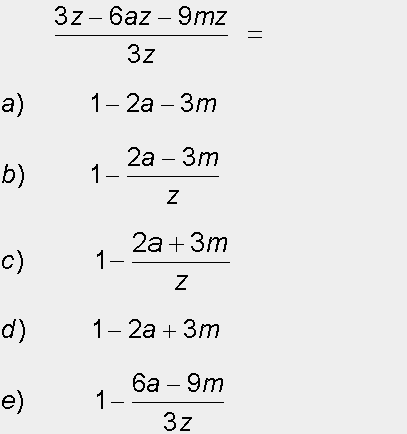 3z − 6az − 9mz / 3z =
a) 1 − 2a − 3m
b) 1 − 2a − 3m / z
c) 1 − 2a + 3m / z
d) 1 − 2a + 3m
e) 1 − 6a − 9m / 3z